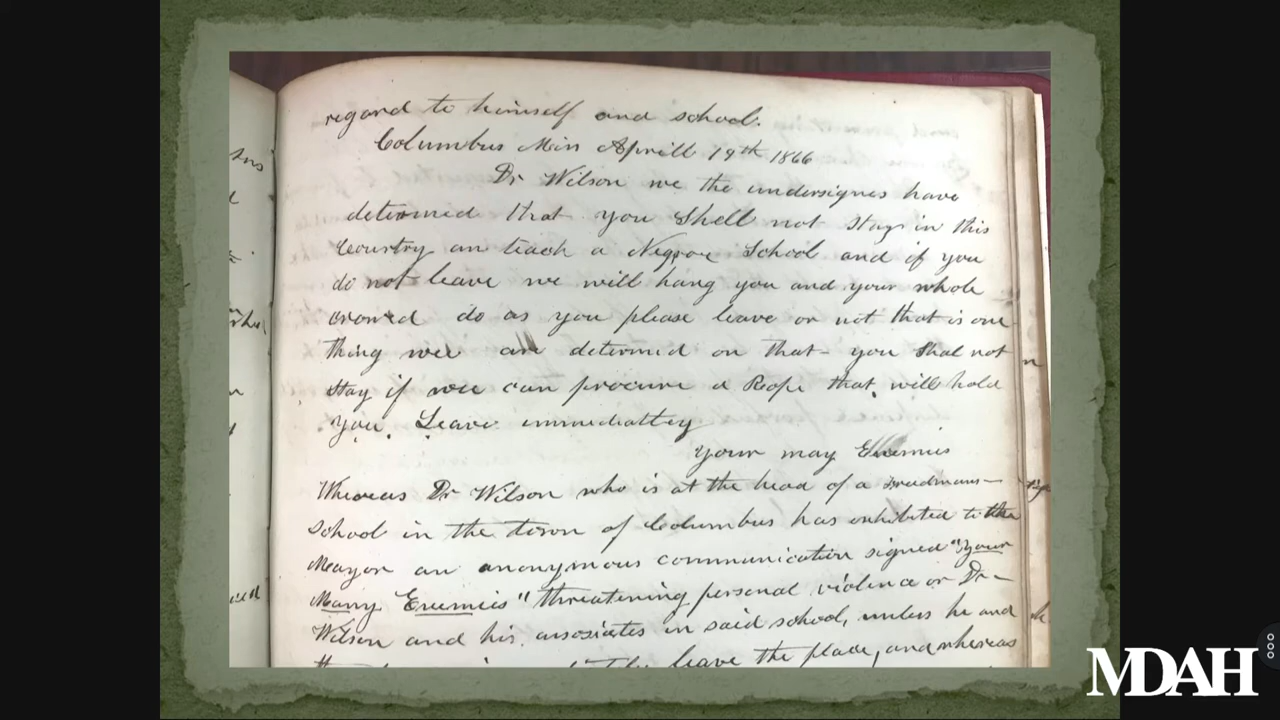 regard to himself and school.
Columbus Miss Aprill 19th 1866
Dr Wilson we the undersignes have
determed that you Shell not stay in this
Country an teach a Negroe School and if you
do not leave we will hang you and your whole
crowd do as you please leave or not that is one
thing wee are determed on that you Shal not
Stay if wee can procure a Rope that will hold
you. Leave immediatley
your may Enemies
Whereas Dr Wilson who is at the head of a Freedmans
School in the town of Columbus has exhibited to the
Mayor an anonymous communication signed "Your
Many Enemies" threatening personal violence on Dr
Wilson and his associates in said school, unless he and
leave the place, and whereas
MDAH